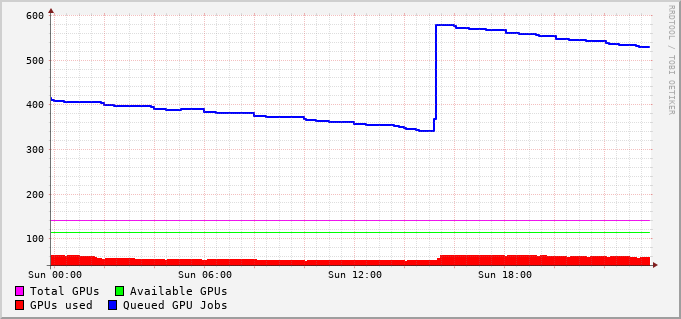 600
500
400
300
200
100
Sun 00:00 Sun 06:00 Sun 12:00 Sun 18:00
Total GPUs Available GPUs
GPUs used Queued GPU Jobs
RRDTOOL / TOBI OETIKER